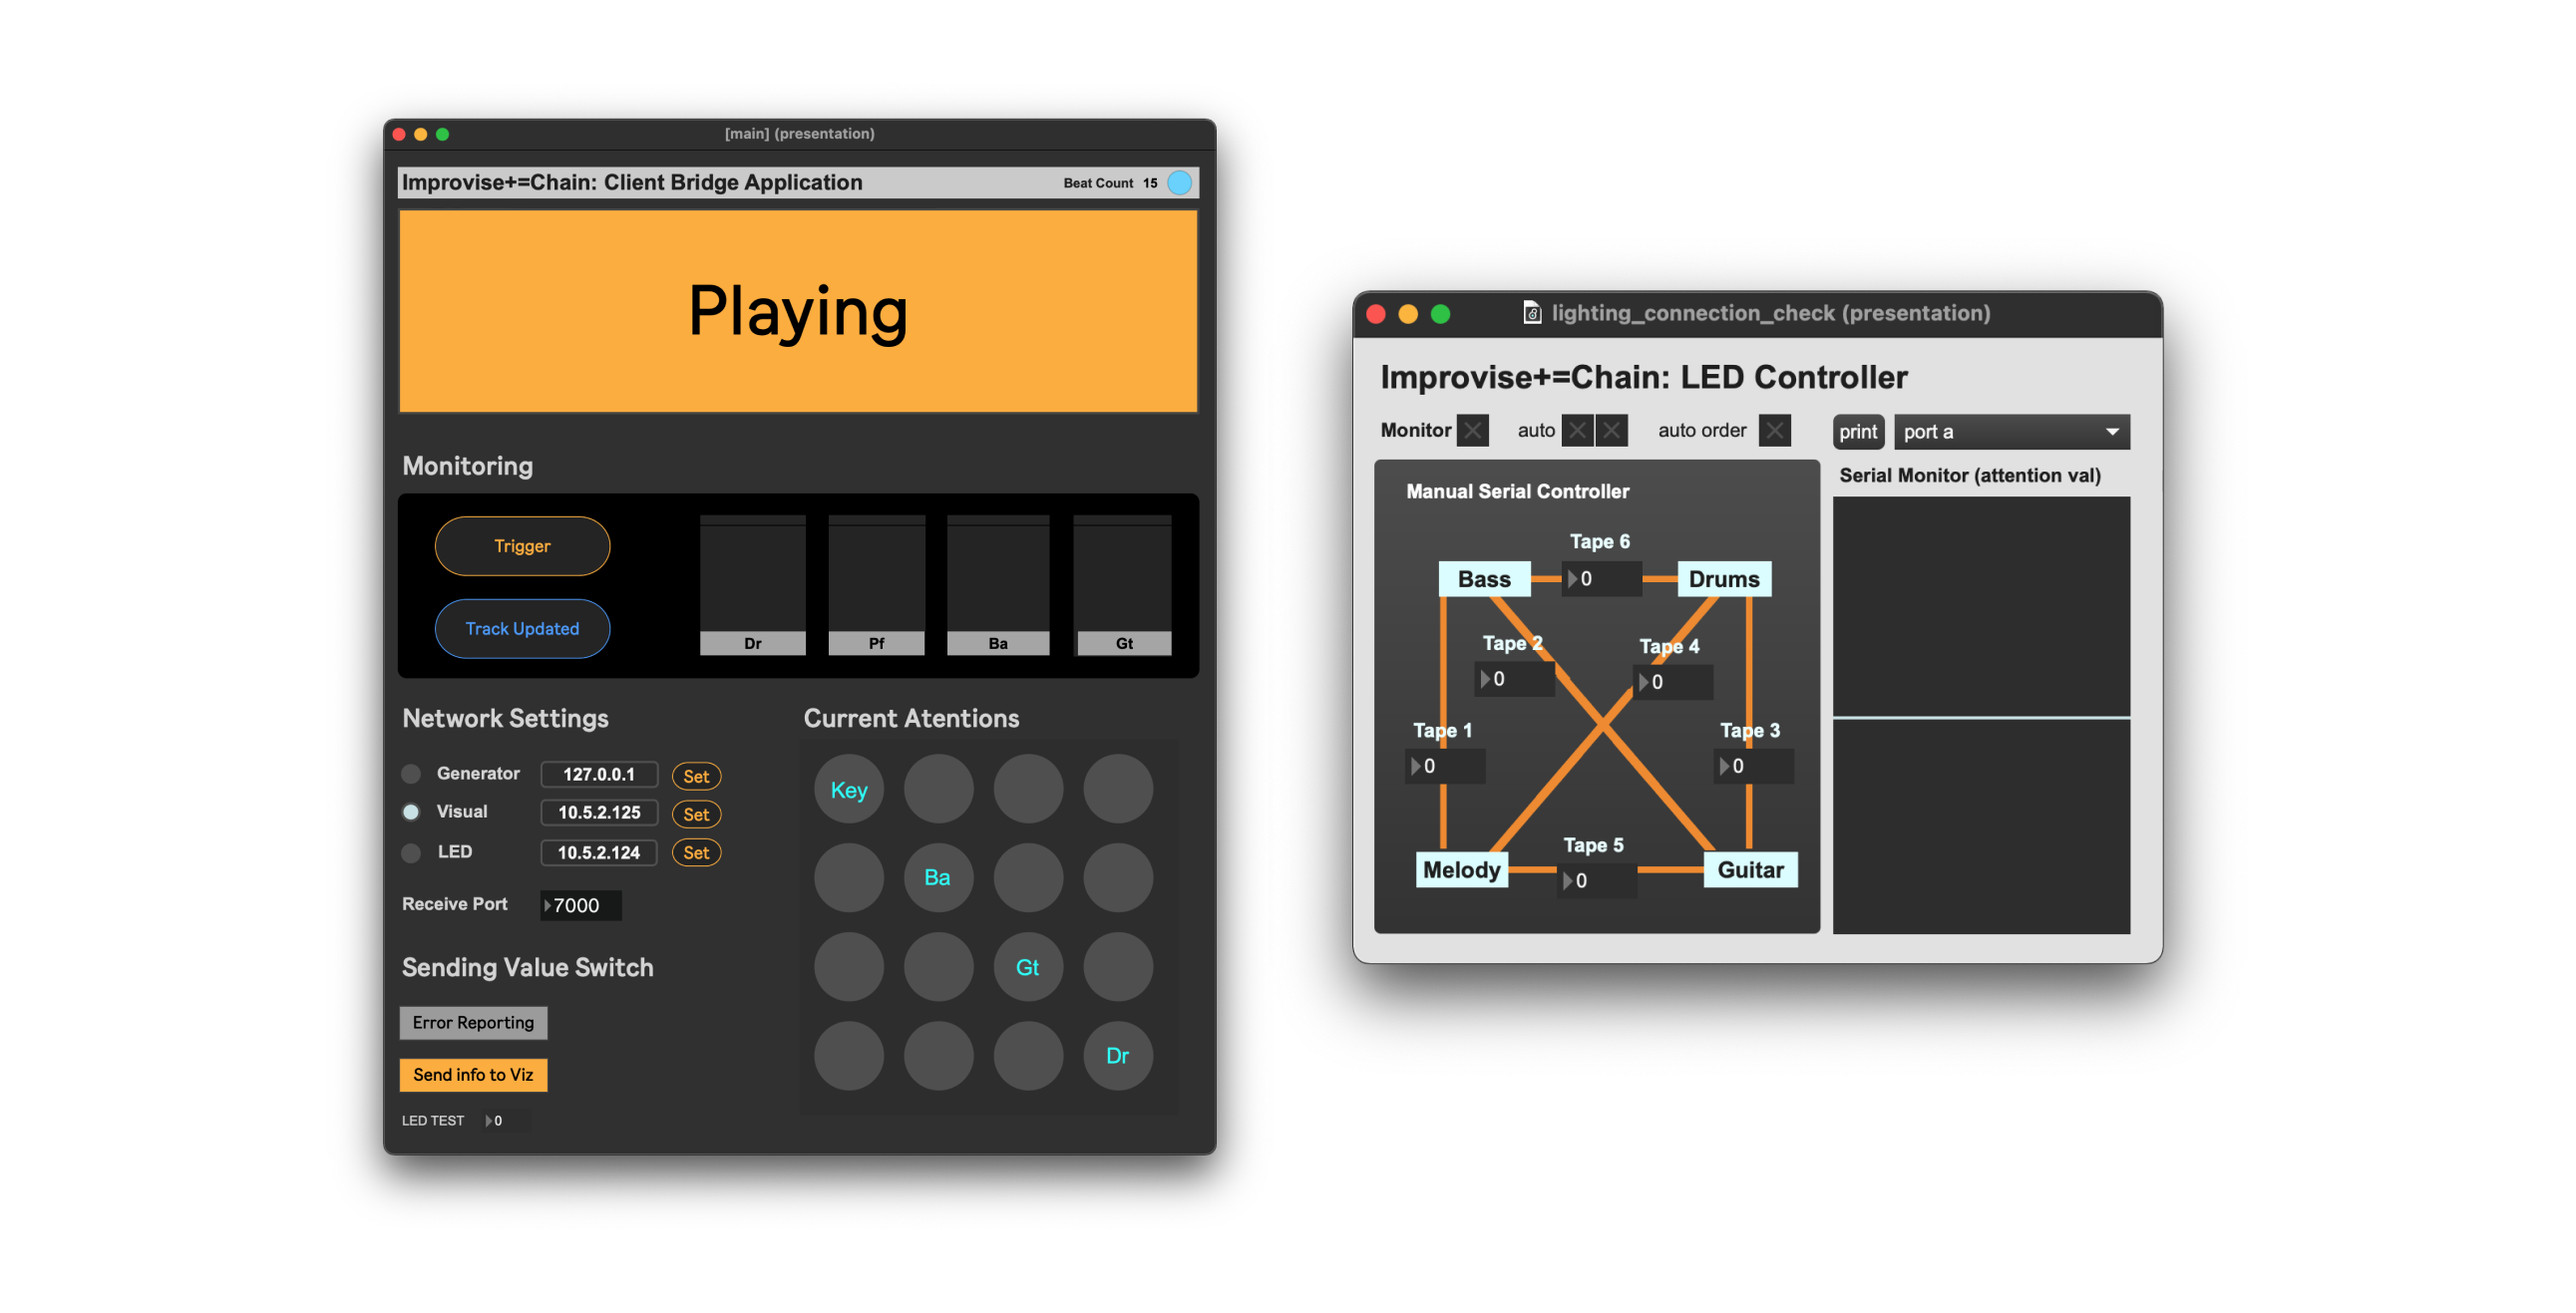 [main] (presentation)
Improvise+=Chain: Client Bridge Application
Beat Count 15
Playing
Monitoring
Trigger
Track Updated
Dr
Pf
Ba
Gt
Network Settings
Generator 127.0.0.1 Set
Visual 10.5.2.125 Set
LED 10.5.2.124 Set
Receive Port 7000
Sending Value Switch
Error Reporting
Send info to Viz
LED TEST 0
Current Atentions
Key
Ba
Gt
Dr
lighting_connection_check (presentation)
Improvise+=Chain: LED Controller
Monitor auto auto order print port a
Manual Serial Controller
Tape 6
Bass 0 Drums
Tape 2 Tape 4
0 0
Tape 1 Tape 3
0 0
Tape 5
Melody 0 Guitar
Serial Monitor (attention val)